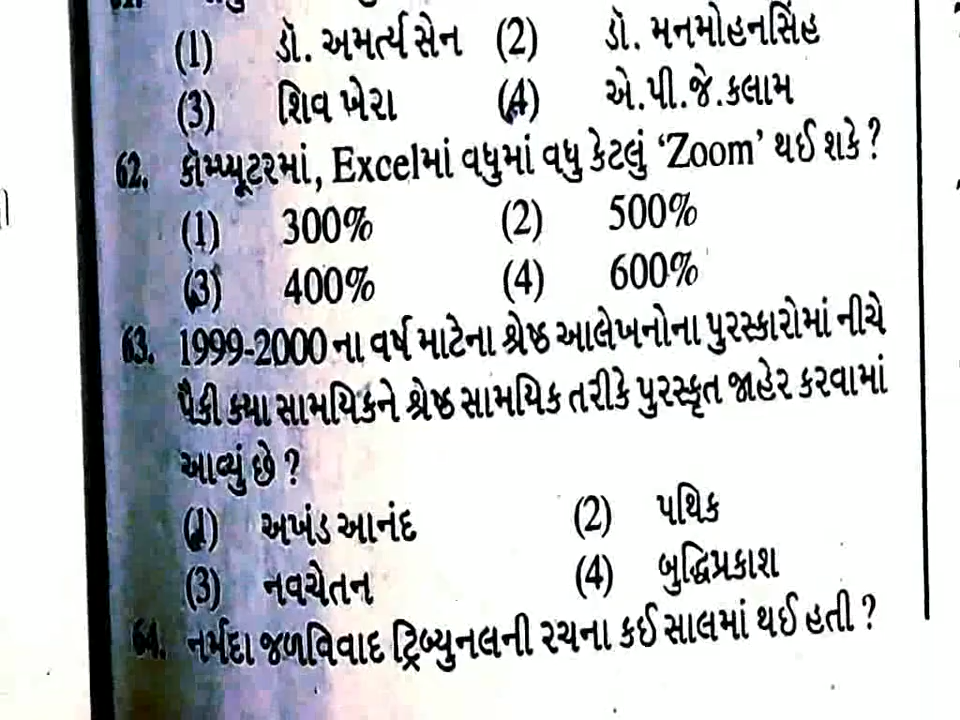 (1) ડૉ. અમર્ત્ય સેન (2) ડૉ. મનમોહનસિંહ
(3) શિવ ખેરા (4) એ.પી.જે.કલામ
62. કૉમ્પ્યૂટરમાં, Excelમાં વધુમાં વધુ કેટલું ‘Zoom’ થઈ શકે ?
(1) 300% (2) 500%
(3) 400% (4) 600%
63. 1999-2000 ના વર્ષ માટેના શ્રેષ્ઠ આલેખનોના પુરસ્કારોમાં નીચે
પૈકી ક્યા સામયિકને શ્રેષ્ઠ સામયિક તરીકે પુરસ્કૃત જાહેર કરવામાં
આવ્યું છે ?
(1) અખંડ આનંદ (2) પથિક
(3) નવચેતન (4) બુદ્ધિપ્રકાશ
64. નર્મદા જળવિવાદ ટ્રિબ્યુનલની રચના કઈ સાલમાં થઈ હતી ?